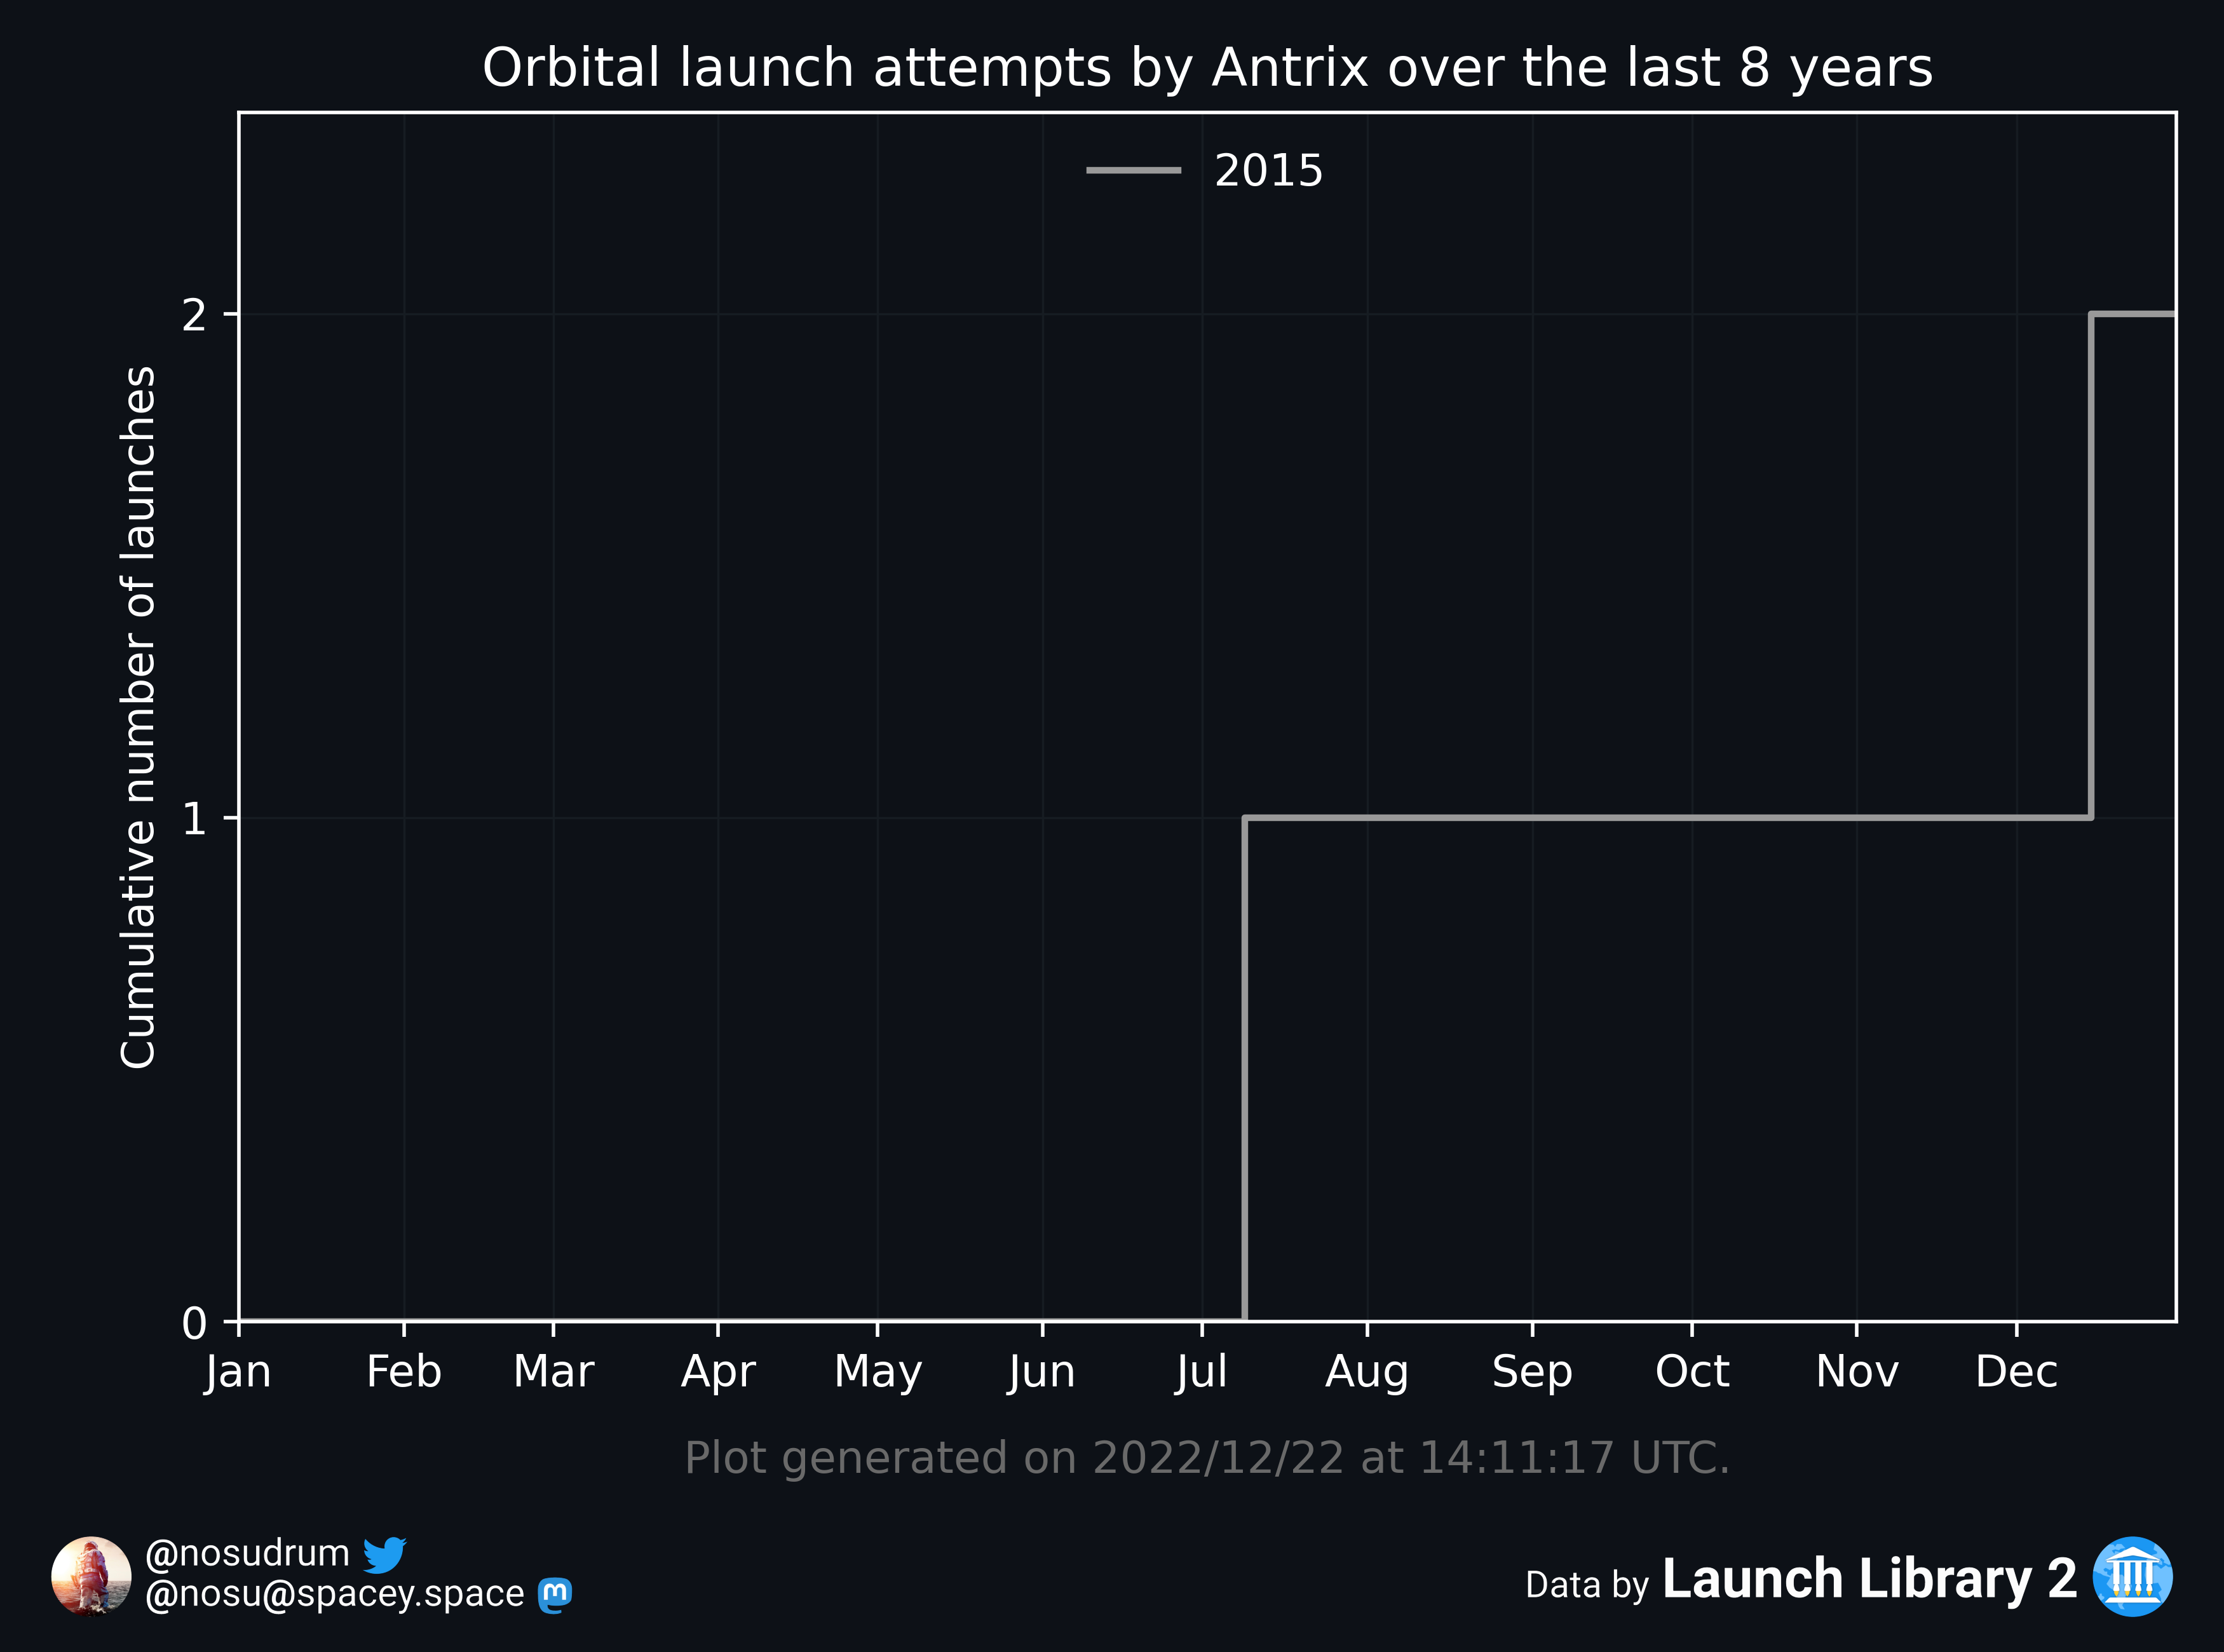 Orbital launch attempts by Antrix over the last 8 years
2015
Cumulative number of launches
2
1
0
Jan Feb Mar Apr May Jun Jul Aug Sep Oct Nov Dec
Plot generated on 2022/12/22 at 14:11:17 UTC.
@nosudrum
@nosu@spacey.space
Data by Launch Library 2